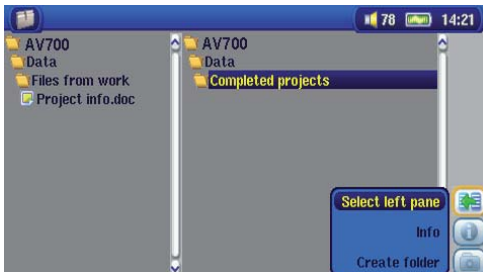 78 14:21
AV700
Data
Files from work
Project info.doc
AV700
Data
Completed projects
Select left pane
Info
Create folder